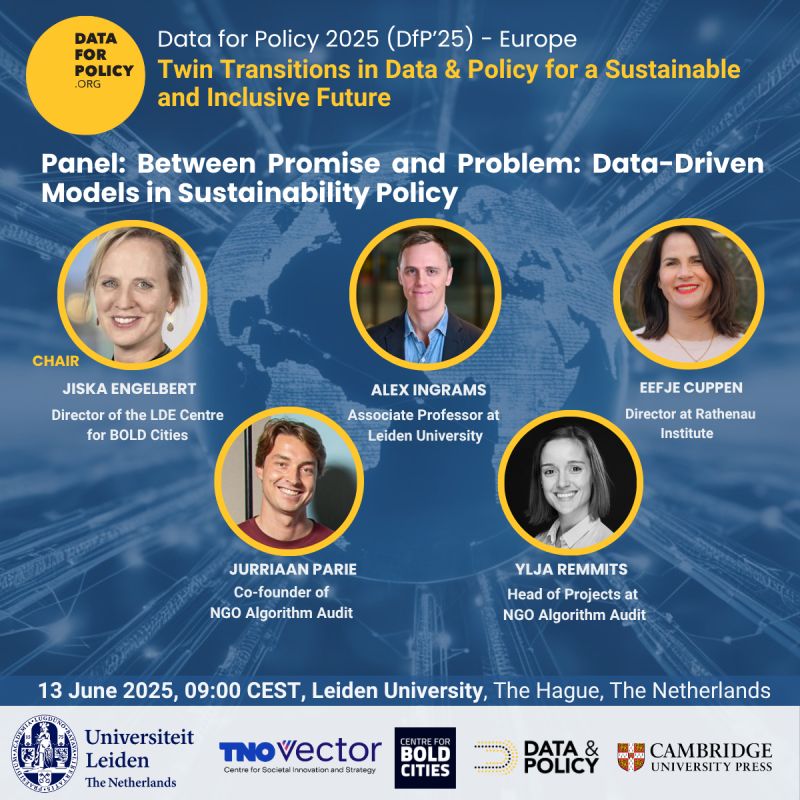 DATA
FOR
POLICY
.ORG
Data for Policy 2025 (DfP’25) - Europe
Twin Transitions in Data & Policy for a Sustainable
and Inclusive Future
Panel: Between Promise and Problem: Data-Driven
Models in Sustainability Policy
CHAIR
JISKA ENGELBERT
Director of the LDE Centre
for BOLD Cities
ALEX INGRAMS
Associate Professor at
Leiden University
EEFJE CUPPEN
Director at Rathenau
Institute
JURRIAAN PARIE
Co-founder of
NGO Algorithm Audit
YLJA REMMITS
Head of Projects at
NGO Algorithm Audit
13 June 2025, 09:00 CEST, Leiden University, The Hague, The Netherlands
Universiteit
Leiden
The Netherlands
TNO Vector
Centre for Societal Innovation and Strategy
CENTRE FOR
BOLD
CITIES
DATA &
POLICY
CAMBRIDGE
UNIVERSITY PRESS